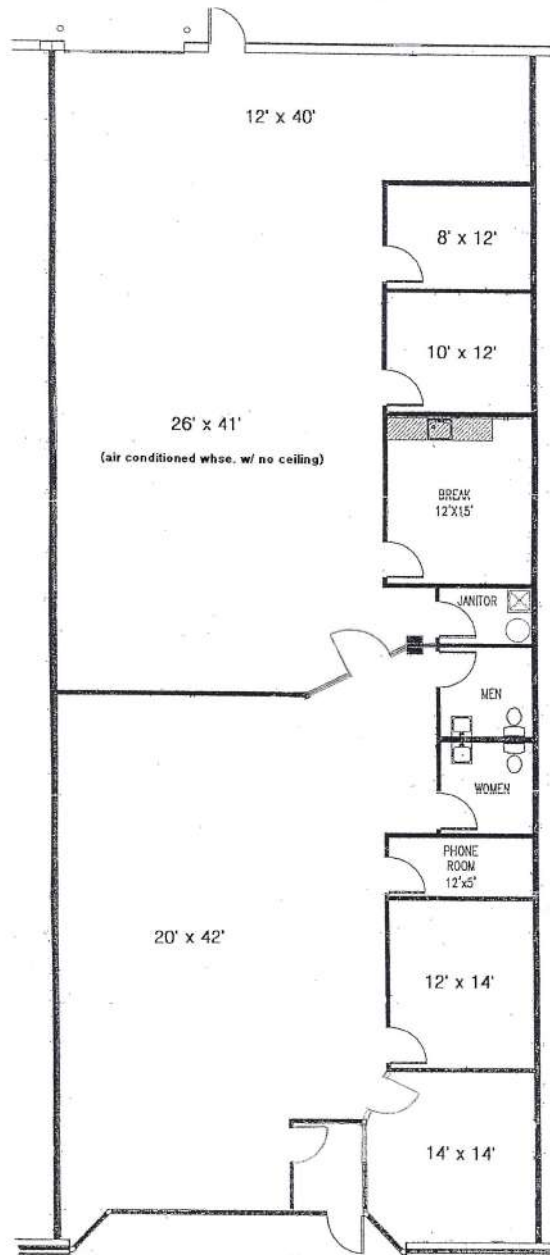 12' x 40'
8' x 12'
10' x 12'
26' x 41'
(air conditioned whse. w/ no ceiling)
BREAK
12'X15'
JANITOR
MEN
WOMEN
PHONE
ROOM
12'x5'
20' x 42'
12' x 14'
14' x 14'